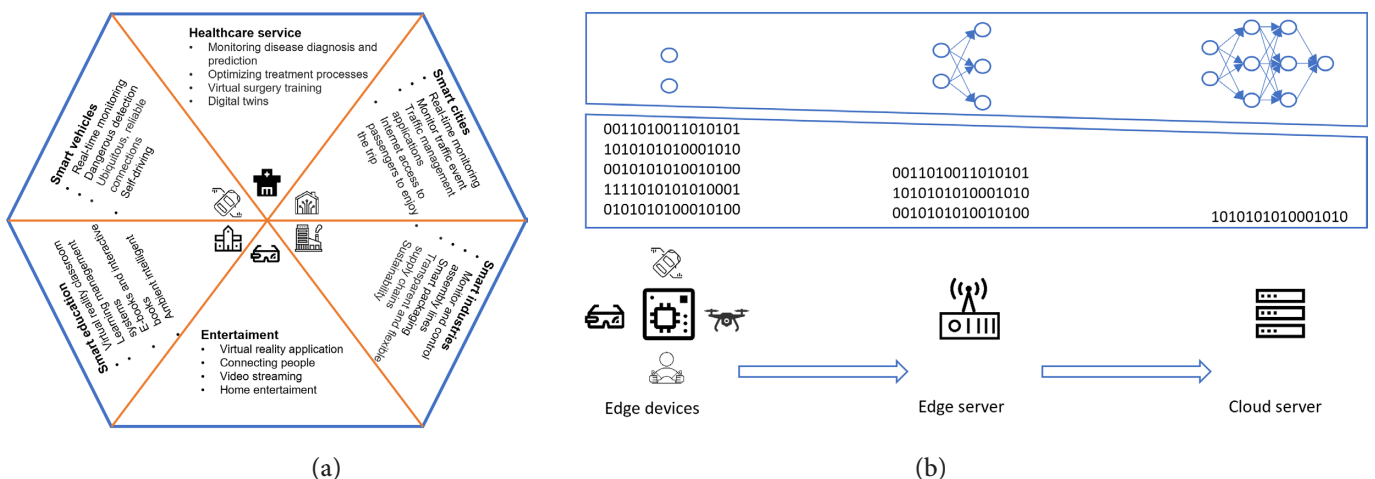 Healthcare service
• Monitoring disease diagnosis and
prediction
• Optimizing treatment processes
• Virtual surgery training
• Digital twins
Smart cities
• Real-time monitoring
• Monitor traffic event
• Traffic management
applications
• Internet access to
passengers to enjoy
the trip
Smart industries
• Monitor and control
assembly lines
• Smart packaging
• Transparent and flexible
supply chains
• Sustainability
Entertaiment
• Virtual reality application
• Connecting people
• Video streaming
• Home entertaiment
Smart education
• Virtual reality classroom
• Learning management
systems
• E-books and interactive
books
• Ambient intelligent
Smart vehicles
• Real-time monitoring
• Dangerous detection
• Ubiquitous, reliable
connections
• Self-driving
(a)
0011010011010101
1010101010001010
0010101010010100
1111010101010001
0101010100010100
0011010011010101
1010101010001010
0010101010010100
1010101010001010
Edge devices
Edge server
Cloud server
(b)